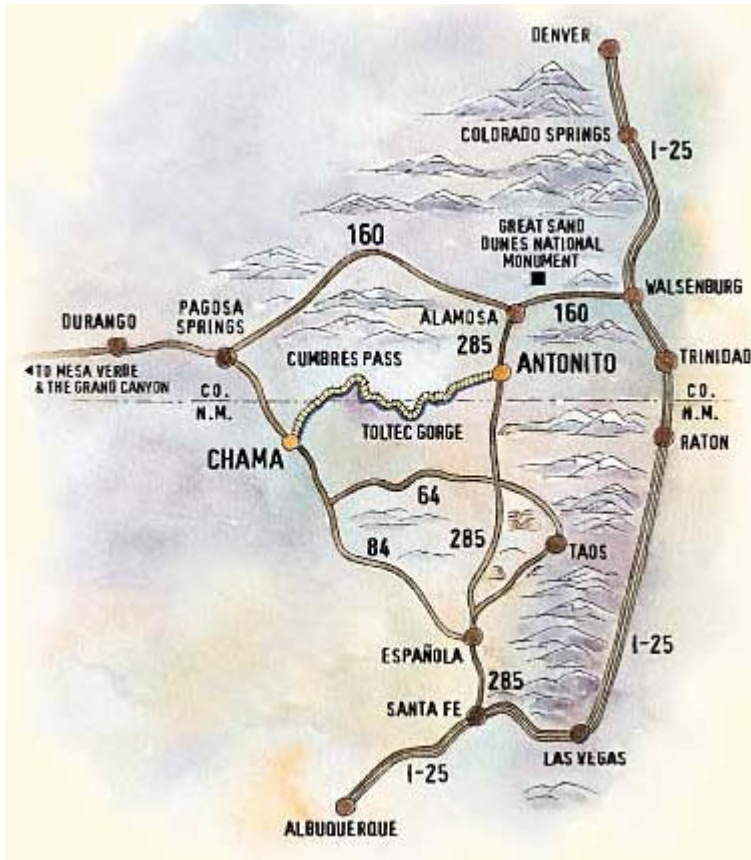 DENVER
COLORADO SPRINGS
I-25
GREAT SAND
DUNES NATIONAL
MONUMENT
160
WALSENBURG
PAGOSA
SPRINGS
DURANGO
ALAMOSA
160
285
CUMBRES PASS
ANTONITO
TRINIDAD
◄TO MESA VERDE
& THE GRAND CANYON
CO.
N.M.
CO.
N.M.
TOLTEC GORGE
RATON
CHAMA
64
84
285
TAOS
I-25
ESPAÑOLA
285
SANTA FE
LAS VEGAS
I-25
ALBUQUERQUE